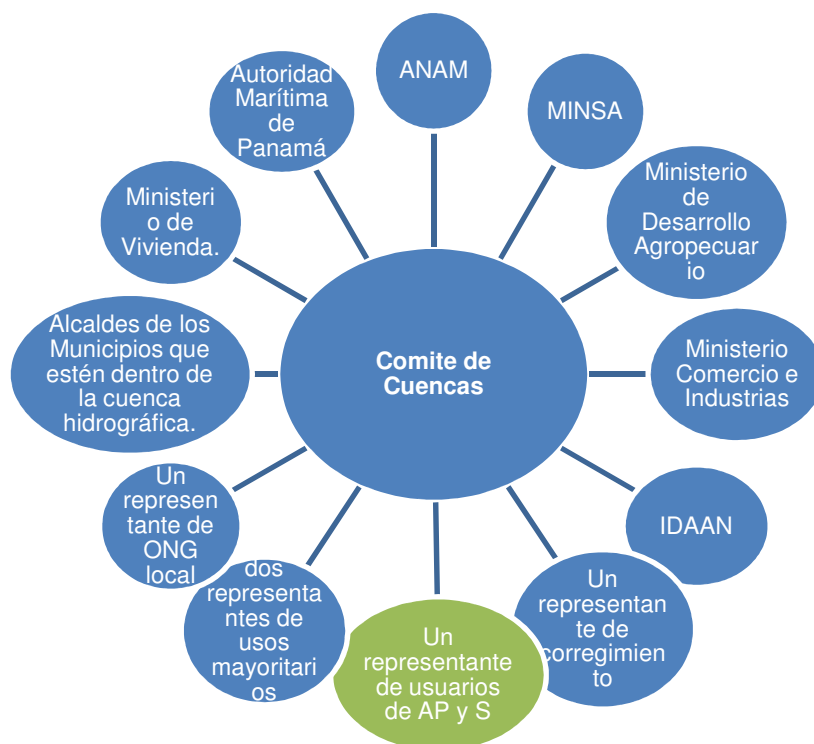 ANAM
MINSA
Ministerio
de
Desarrollo
Agropecuar
io
Ministerio
Comercio e
Industrias
IDAAN
Un
representan
te de
corregimien
to
Un
representante
de usuarios
de AP y S
dos
representa
ntes de
usos
mayoritari
os
Un
represen
tante de
ONG
local
Alcaldes de los
Municipios que
estén dentro de
la cuenca
hidrográfica.
Ministeri
o de
Vivienda.
Autoridad
Marítima
de
Panamá
Comite de
Cuencas